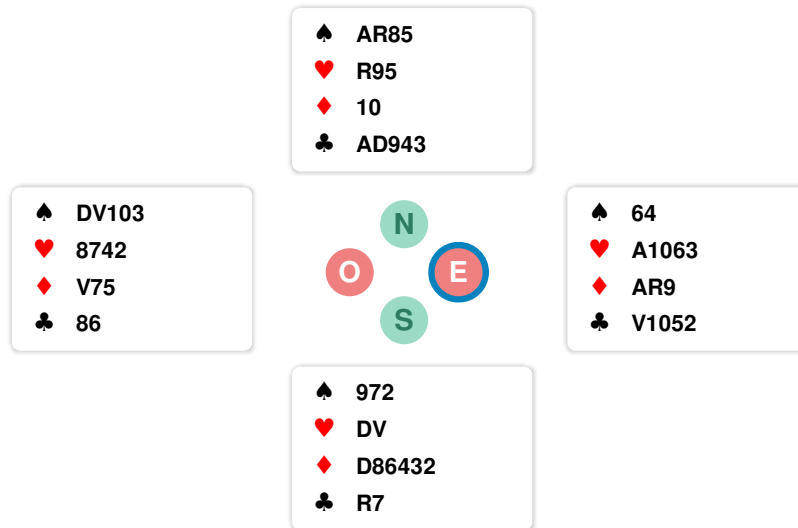 ♠ AR85
♥ R95
♦ 10
♣ AD943
♠ DV103
♥ 8742
♦ V75
♣ 86
N
O
E
S
♠ 64
♥ A1063
♦ AR9
♣ V1052
♠ 972
♥ DV
♦ D86432
♣ R7